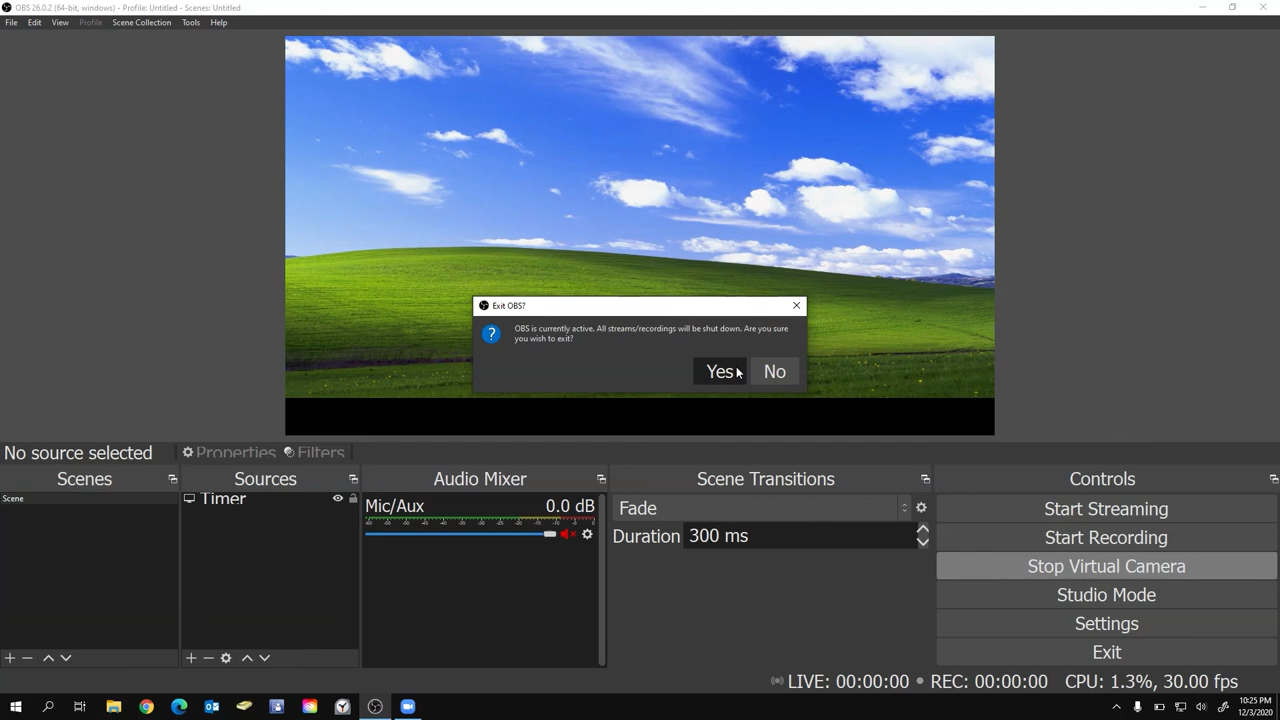 OBS 26.0.2 (64-bit, windows) - Profile: Untitled - Scenes: Untitled
File Edit View Profile Scene Collection Tools Help
Exit OBS?
OBS is currently active. All streams/recordings will be shut down. Are you sure
you wish to exit?
Yes No
No source selected Properties Filters
Scenes Sources Audio Mixer Scene Transitions Controls
Scene
Timer
Mic/Aux 0.0 dB
Fade
Duration 300 ms
Start Streaming
Start Recording
Stop Virtual Camera
Studio Mode
Settings
Exit
LIVE: 00:00:00 REC: 00:00:00 CPU: 1.3%, 30.00 fps
10:25 PM
12/3/2020